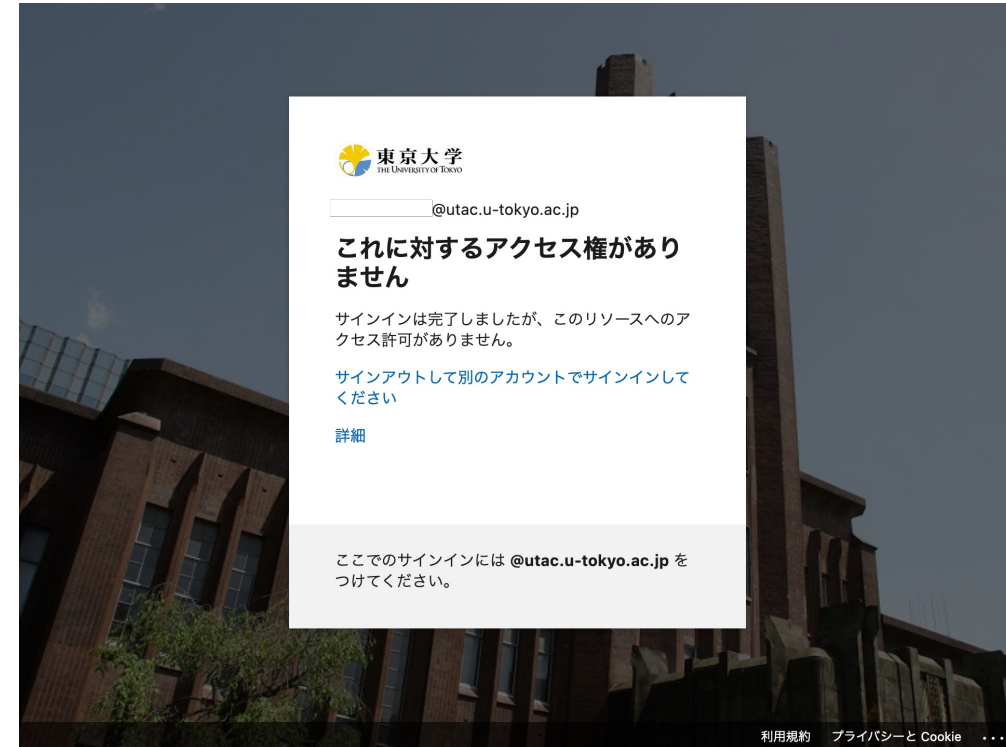 東京大学
THE UNIVERSITY OF TOKYO
@utac.u-tokyo.ac.jp
これに対するアクセス権があり
ません
サインインは完了しましたが、このリソースへのア
クセス許可がありません。
サインアウトして別のアカウントでサインインして
ください
詳細
ここでのサインインには @utac.u-tokyo.ac.jp を
つけてください。
利用規約 プライバシーと Cookie ...